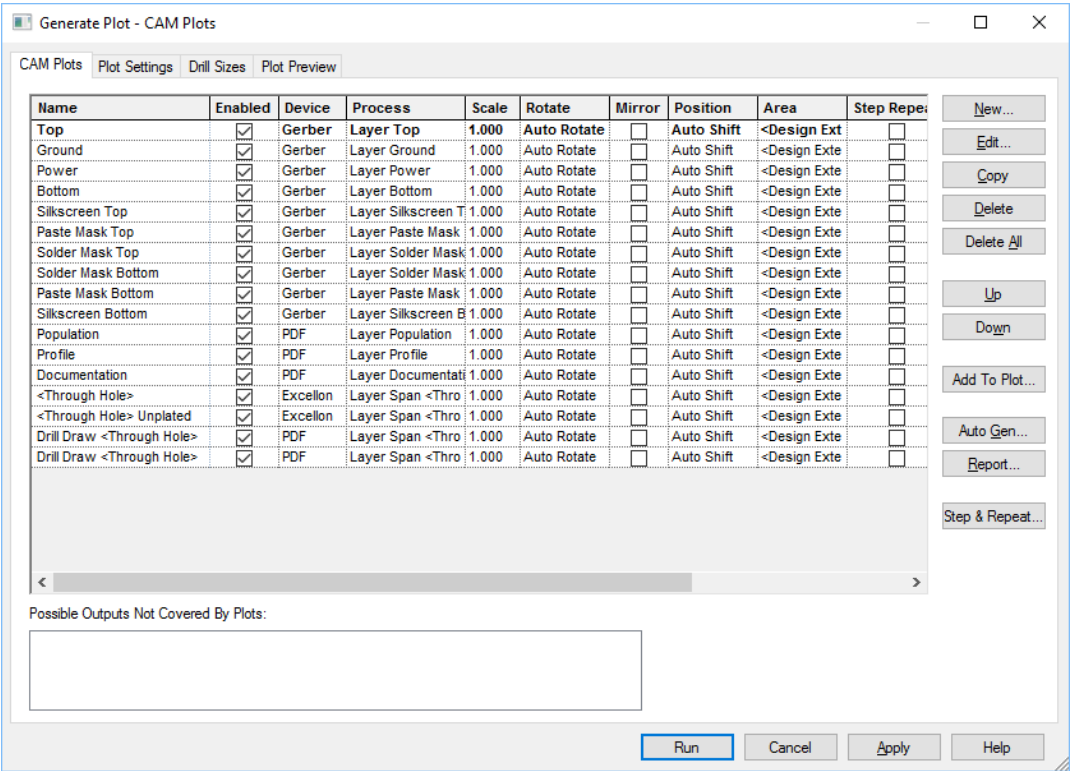 Generate Plot - CAM Plots
CAM Plots Plot Settings Drill Sizes Plot Preview
Name Enabled Device Process Scale Rotate Mirror Position Area Step Repea
Top Gerber Layer Top 1.000 Auto Rotate Auto Shift <Design Ext
Ground Gerber Layer Ground 1.000 Auto Rotate Auto Shift <Design Exte
Power Gerber Layer Power 1.000 Auto Rotate Auto Shift <Design Exte
Bottom Gerber Layer Bottom 1.000 Auto Rotate Auto Shift <Design Exte
Silkscreen Top Gerber Layer Silkscreen T 1.000 Auto Rotate Auto Shift <Design Exte
Paste Mask Top Gerber Layer Paste Mask 1.000 Auto Rotate Auto Shift <Design Exte
Solder Mask Top Gerber Layer Solder Mask 1.000 Auto Rotate Auto Shift <Design Exte
Solder Mask Bottom Gerber Layer Solder Mask 1.000 Auto Rotate Auto Shift <Design Exte
Paste Mask Bottom Gerber Layer Paste Mask 1.000 Auto Rotate Auto Shift <Design Exte
Silkscreen Bottom Gerber Layer Silkscreen B 1.000 Auto Rotate Auto Shift <Design Exte
Population PDF Layer Population 1.000 Auto Rotate Auto Shift <Design Exte
Profile PDF Layer Profile 1.000 Auto Rotate Auto Shift <Design Exte
Documentation PDF Layer Documentati 1.000 Auto Rotate Auto Shift <Design Exte
<Through Hole> Excellon Layer Span <Thro 1.000 Auto Rotate Auto Shift <Design Exte
<Through Hole> Unplated Excellon Layer Span <Thro 1.000 Auto Rotate Auto Shift <Design Exte
Drill Draw <Through Hole> PDF Layer Span <Thro 1.000 Auto Rotate Auto Shift <Design Exte
Drill Draw <Through Hole> PDF Layer Span <Thro 1.000 Auto Rotate Auto Shift <Design Exte
New...
Edit...
Copy
Delete
Delete All
Up
Down
Add To Plot...
Auto Gen...
Report...
Step & Repeat...
Possible Outputs Not Covered By Plots:
Run Cancel Apply Help